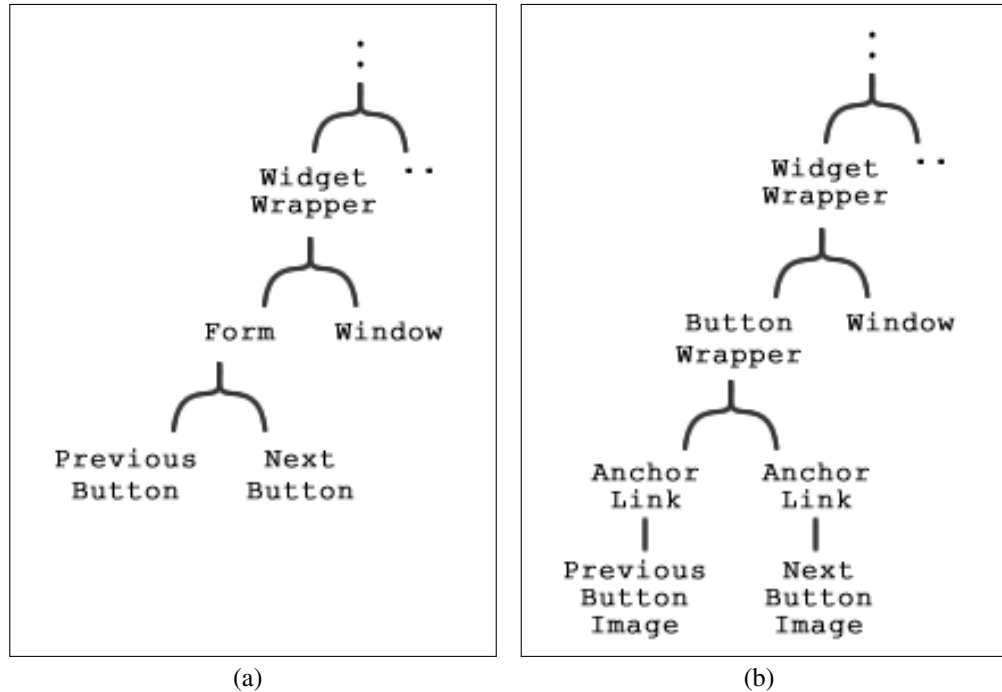 Widget
Wrapper
Form
Window
Previous
Button
Next
Button
(a)
Widget
Wrapper
Button
Wrapper
Window
Anchor
Link
Anchor
Link
Previous
Button
Image
Next
Button
Image
(b)